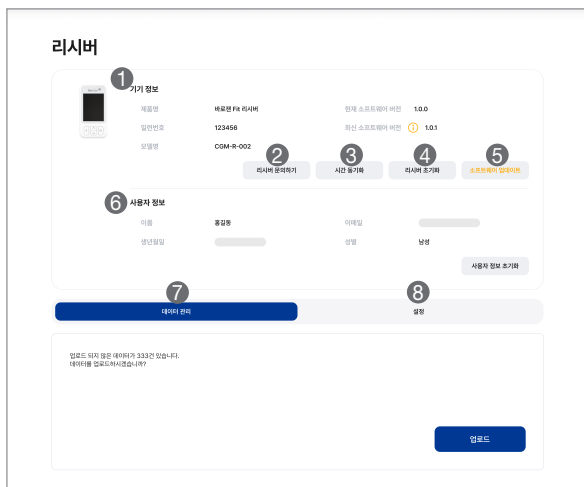 리시버
1
기기 정보
제품명 바로잰 Fit 리시버 현재 소프트웨어 버전 1.0.0
일련번호 123456 최신 소프트웨어 버전 1.0.1
모델명 CGM-R-002
2 3 4 5
리시버 문의하기 시간 동기화 리시버 초기화 소프트웨어 업데이트
6 사용자 정보
이름 홍길동 이메일
생년월일 성별 남성
사용자 정보 초기화
7 8
데이터 관리 설정
업로드 되지 않은 데이터가 333건 있습니다.
데이터를 업로드하시겠습니까?
업로드